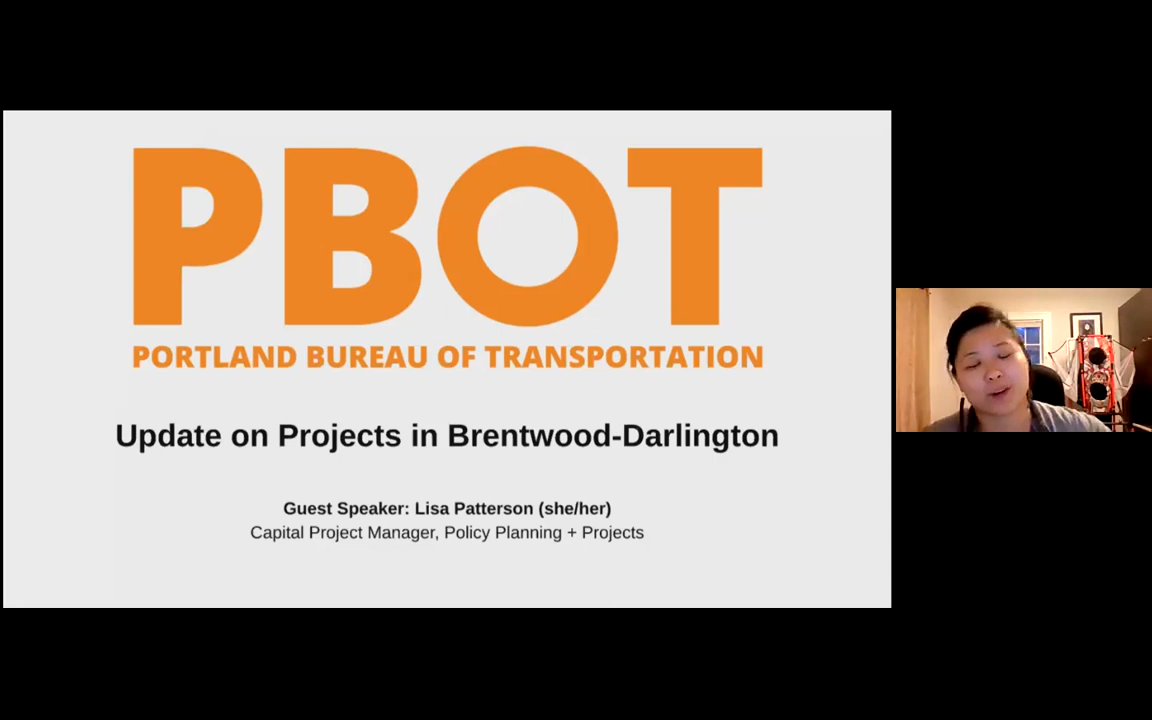 PBOT
PORTLAND BUREAU OF TRANSPORTATION
Update on Projects in Brentwood-Darlington
Guest Speaker: Lisa Patterson (she/her)
Capital Project Manager, Policy Planning + Projects